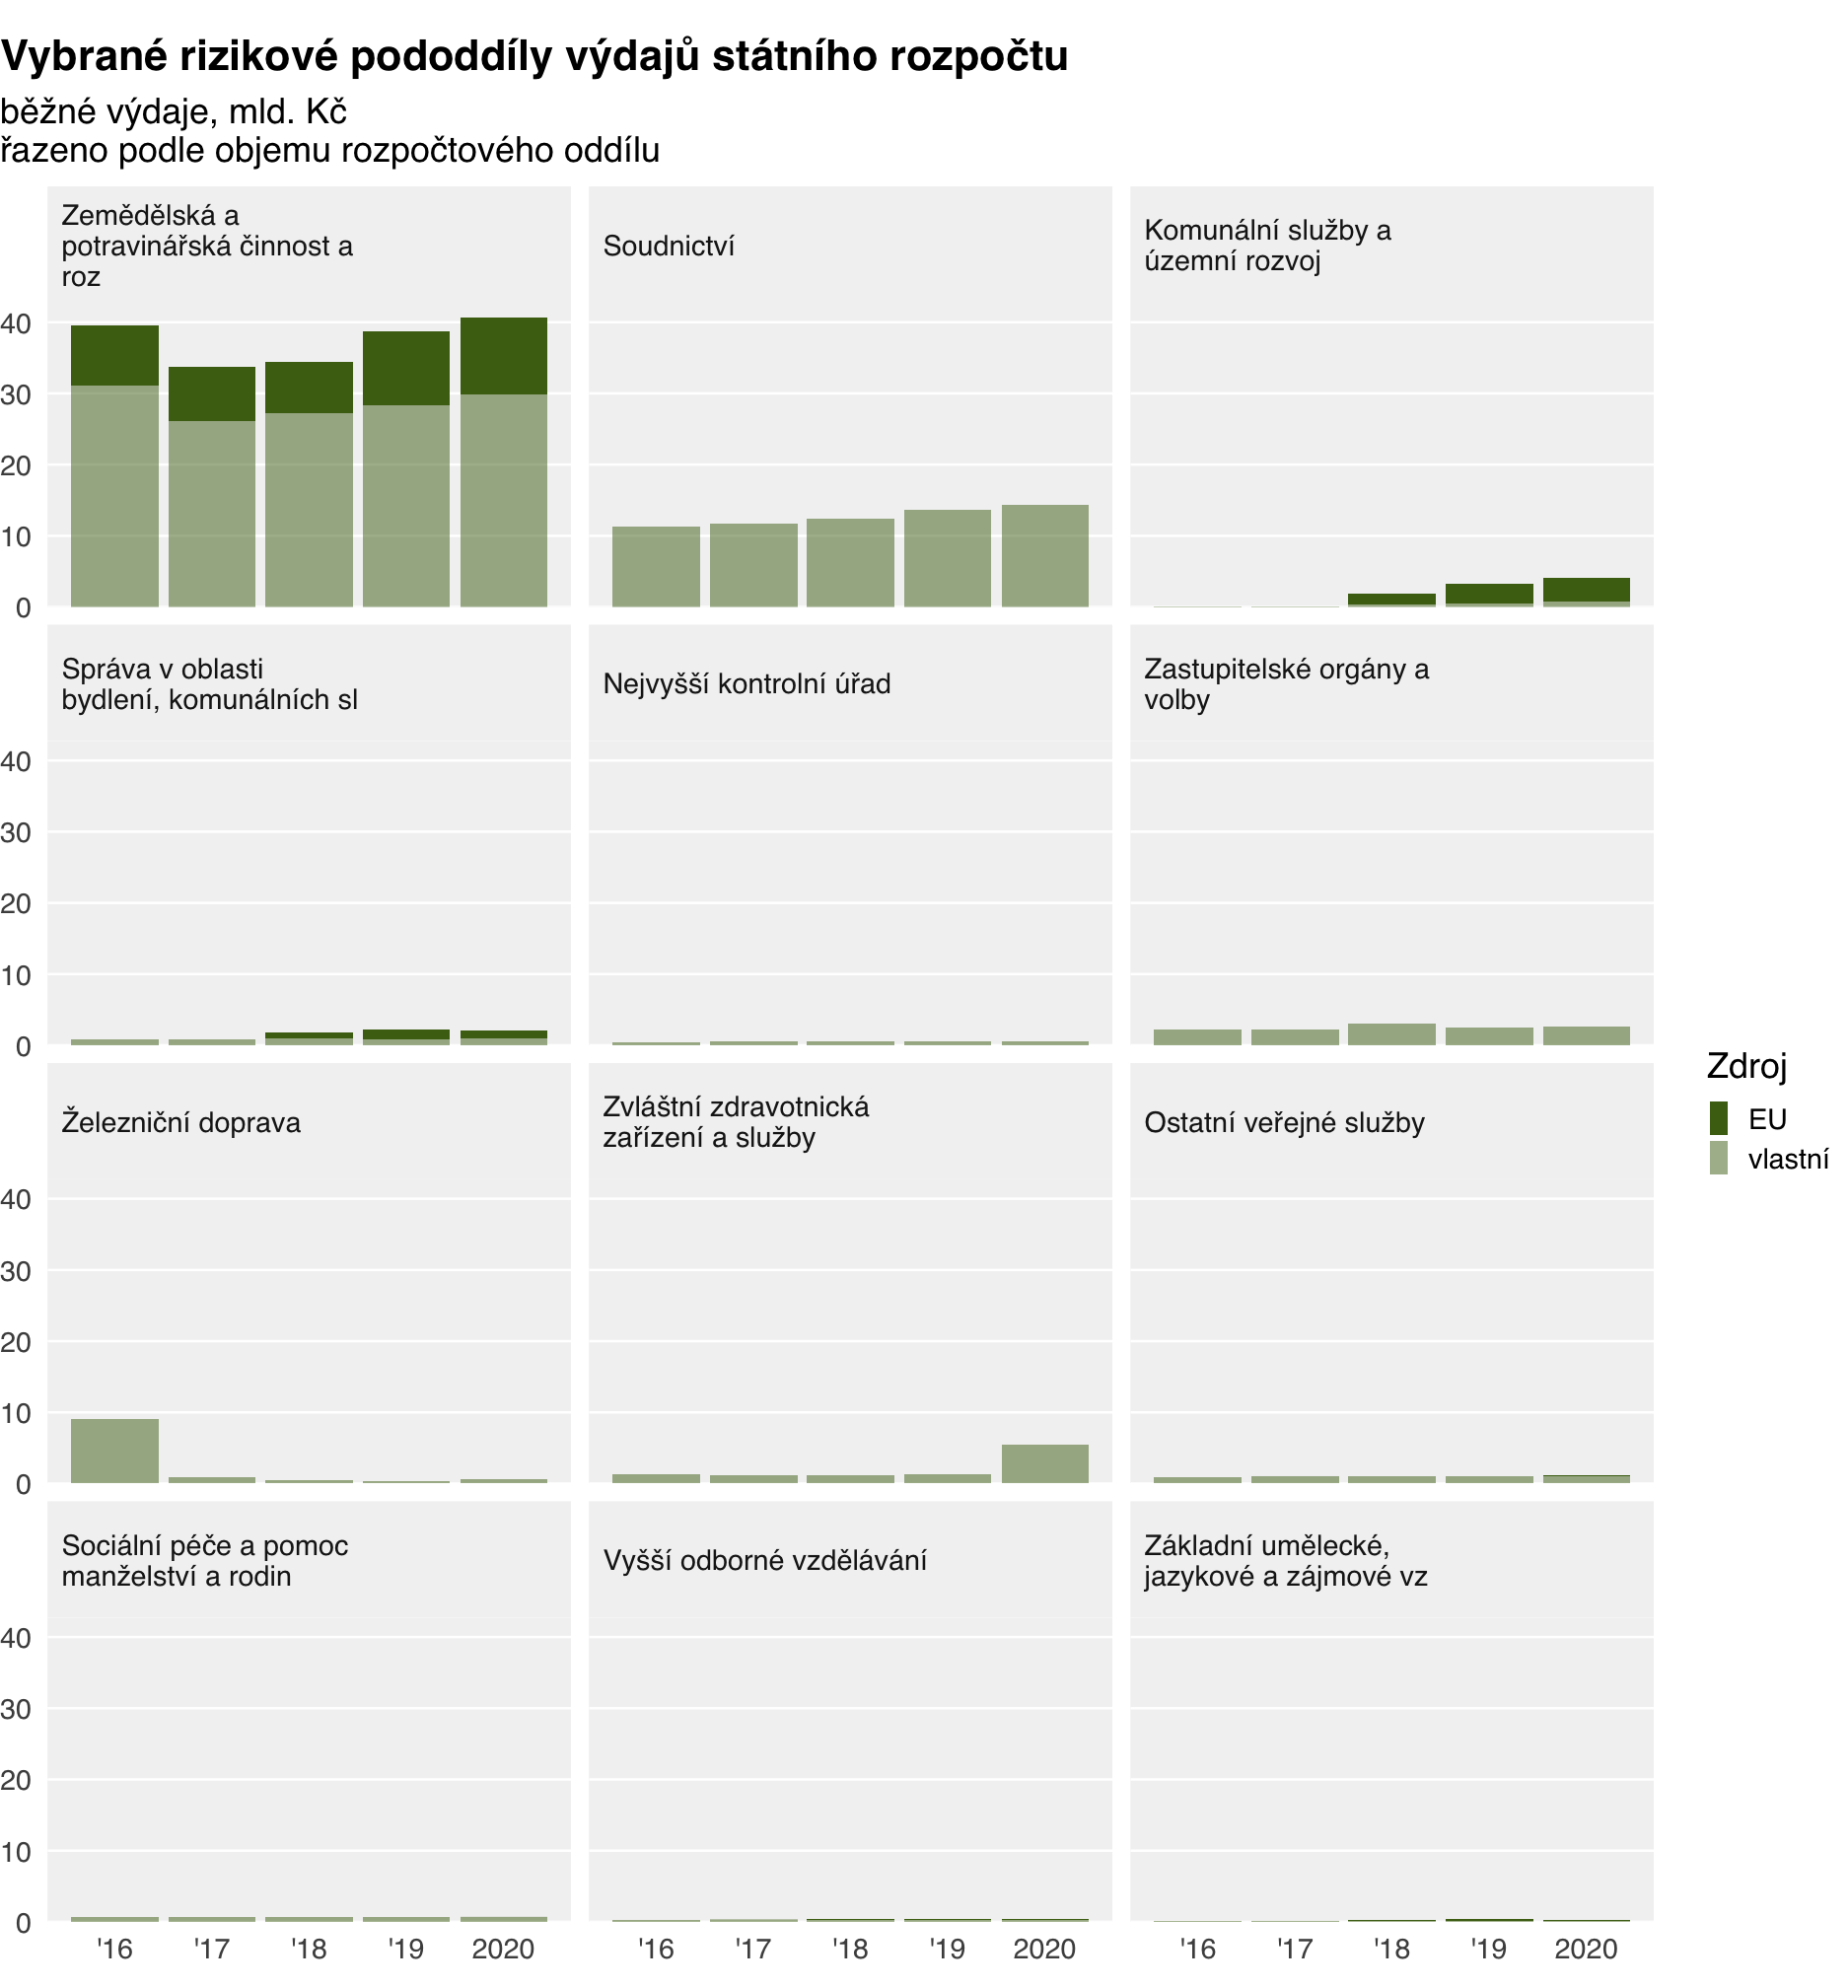 Vybrané rizikové pododdíly výdajů státního rozpočtu
běžné výdaje, mld. Kč
řazeno podle objemu rozpočtového oddílu
Zemědělská a
potravinářská činnost a
roz
Soudnictví
Komunální služby a
územní rozvoj
40
30
20
10
0
Správa v oblasti
bydlení, komunálních sl
Nejvyšší kontrolní úřad
Zastupitelské orgány a
volby
40
30
20
10
0
Železniční doprava
Zvláštní zdravotnická
zařízení a služby
Ostatní veřejné služby
40
30
20
10
0
Sociální péče a pomoc
manželství a rodin
Vyšší odborné vzdělávání
Základní umělecké,
jazykové a zájmové vz
40
30
20
10
0
'16 '17 '18 '19 2020
'16 '17 '18 '19 2020
'16 '17 '18 '19 2020
Zdroj
EU
vlastní